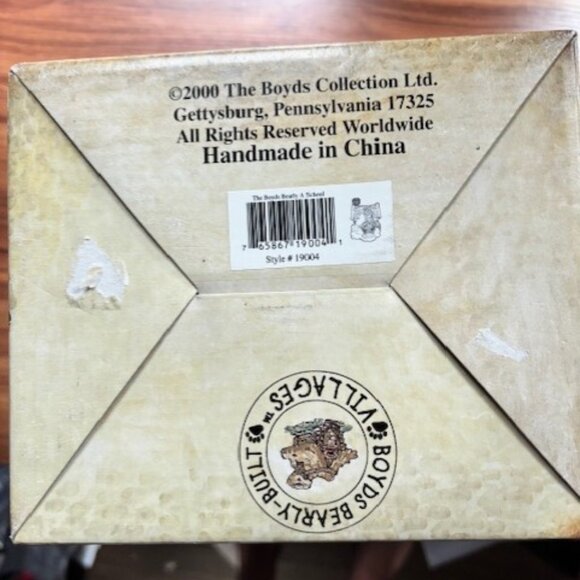 ©2000 The Boyds Collection Ltd.
Gettysburg, Pennsylvania 17325
All Rights Reserved Worldwide
Handmade in China
The Boyds Bearly A School
7 65867 19004 1
Style # 19004
BOYDS BEARLY-BUILT VILLAGES™